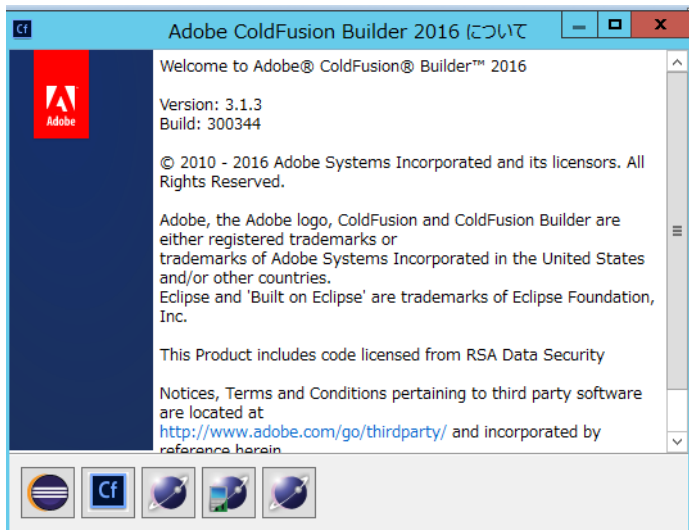 Cf
Adobe ColdFusion Builder 2016 について
Adobe
Welcome to Adobe® ColdFusion® Builder™ 2016
Version: 3.1.3
Build: 300344
© 2010 - 2016 Adobe Systems Incorporated and its licensors. All
Rights Reserved.
Adobe, the Adobe logo, ColdFusion and ColdFusion Builder are
either registered trademarks or
trademarks of Adobe Systems Incorporated in the United States
and/or other countries.
Eclipse and 'Built on Eclipse' are trademarks of Eclipse Foundation,
Inc.
This Product includes code licensed from RSA Data Security
Notices, Terms and Conditions pertaining to third party software
are located at
http://www.adobe.com/go/thirdparty/ and incorporated by
reference herein
Cf